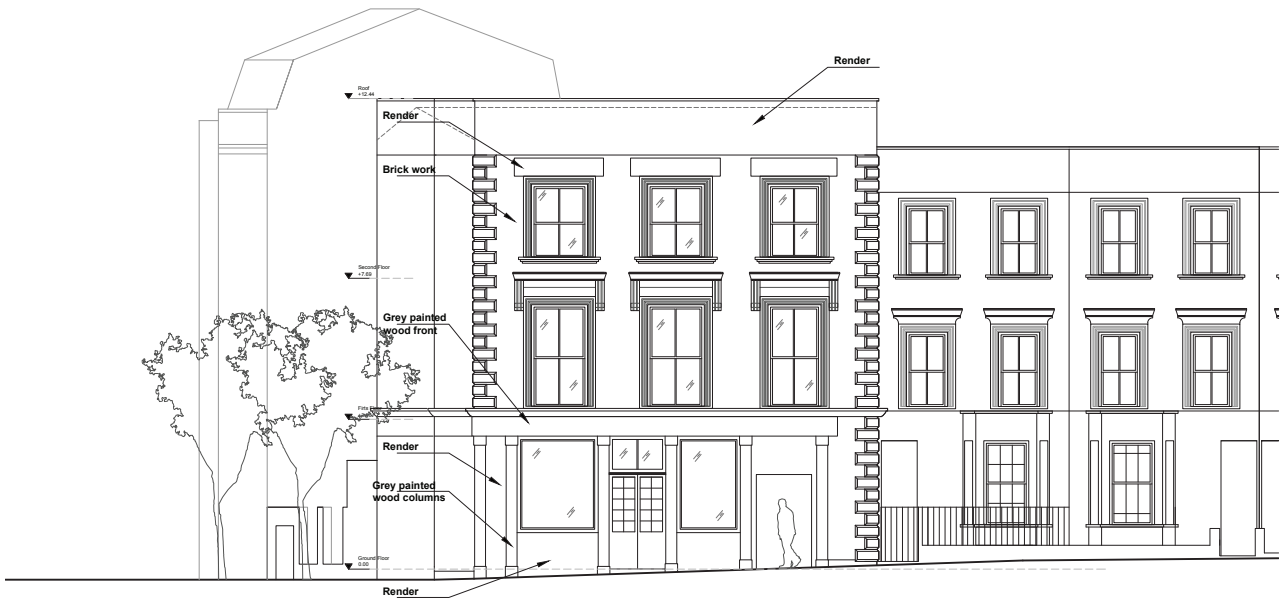 Render
Roof
+12.44
Render
Brick work
Second Floor
+7.69
Grey painted
wood front
Render
Grey painted
wood columns
Ground Floor
0.00
Render